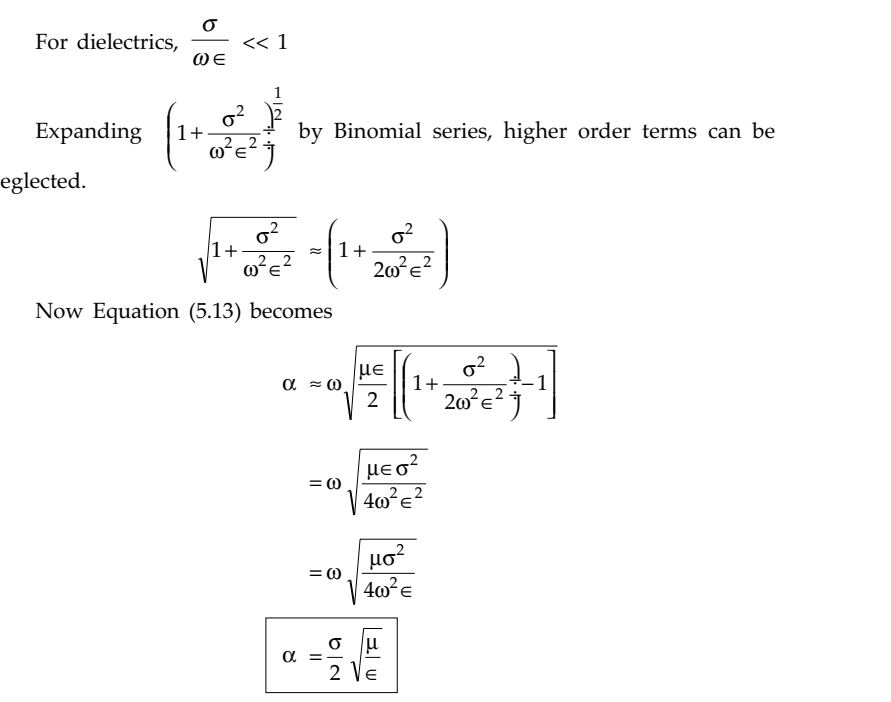 For dielectrics, σ/ω∈ << 1
Expanding (1+σ²/ω²∈²)^½ by Binomial series, higher order terms can be
eglected.
√(1+σ²/ω²∈²) ≈ (1+σ²/2ω²∈²)
Now Equation (5.13) becomes
α ≈ ω√(μ∈/2 [(1+σ²/2ω²∈²)−1])
= ω√(μ∈σ²/4ω²∈²)
= ω√(μσ²/4ω²∈)
α = σ/2 √(μ/∈)